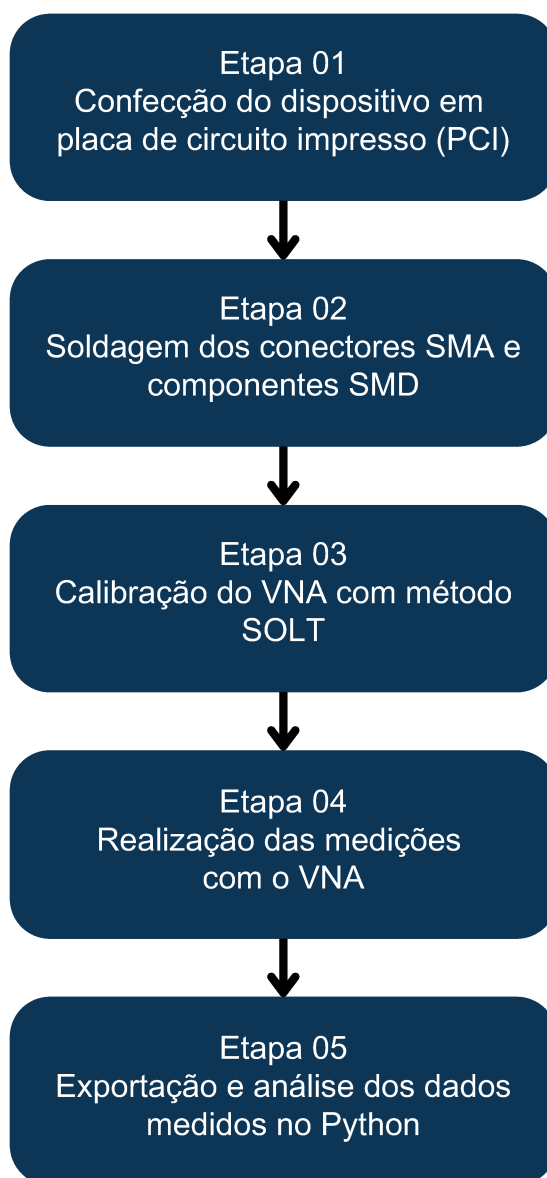 Etapa 01
Confecção do dispositivo em
placa de circuito impresso (PCI)
Etapa 02
Soldagem dos conectores SMA e
componentes SMD
Etapa 03
Calibração do VNA com método
SOLT
Etapa 04
Realização das medições
com o VNA
Etapa 05
Exportação e análise dos dados
medidos no Python